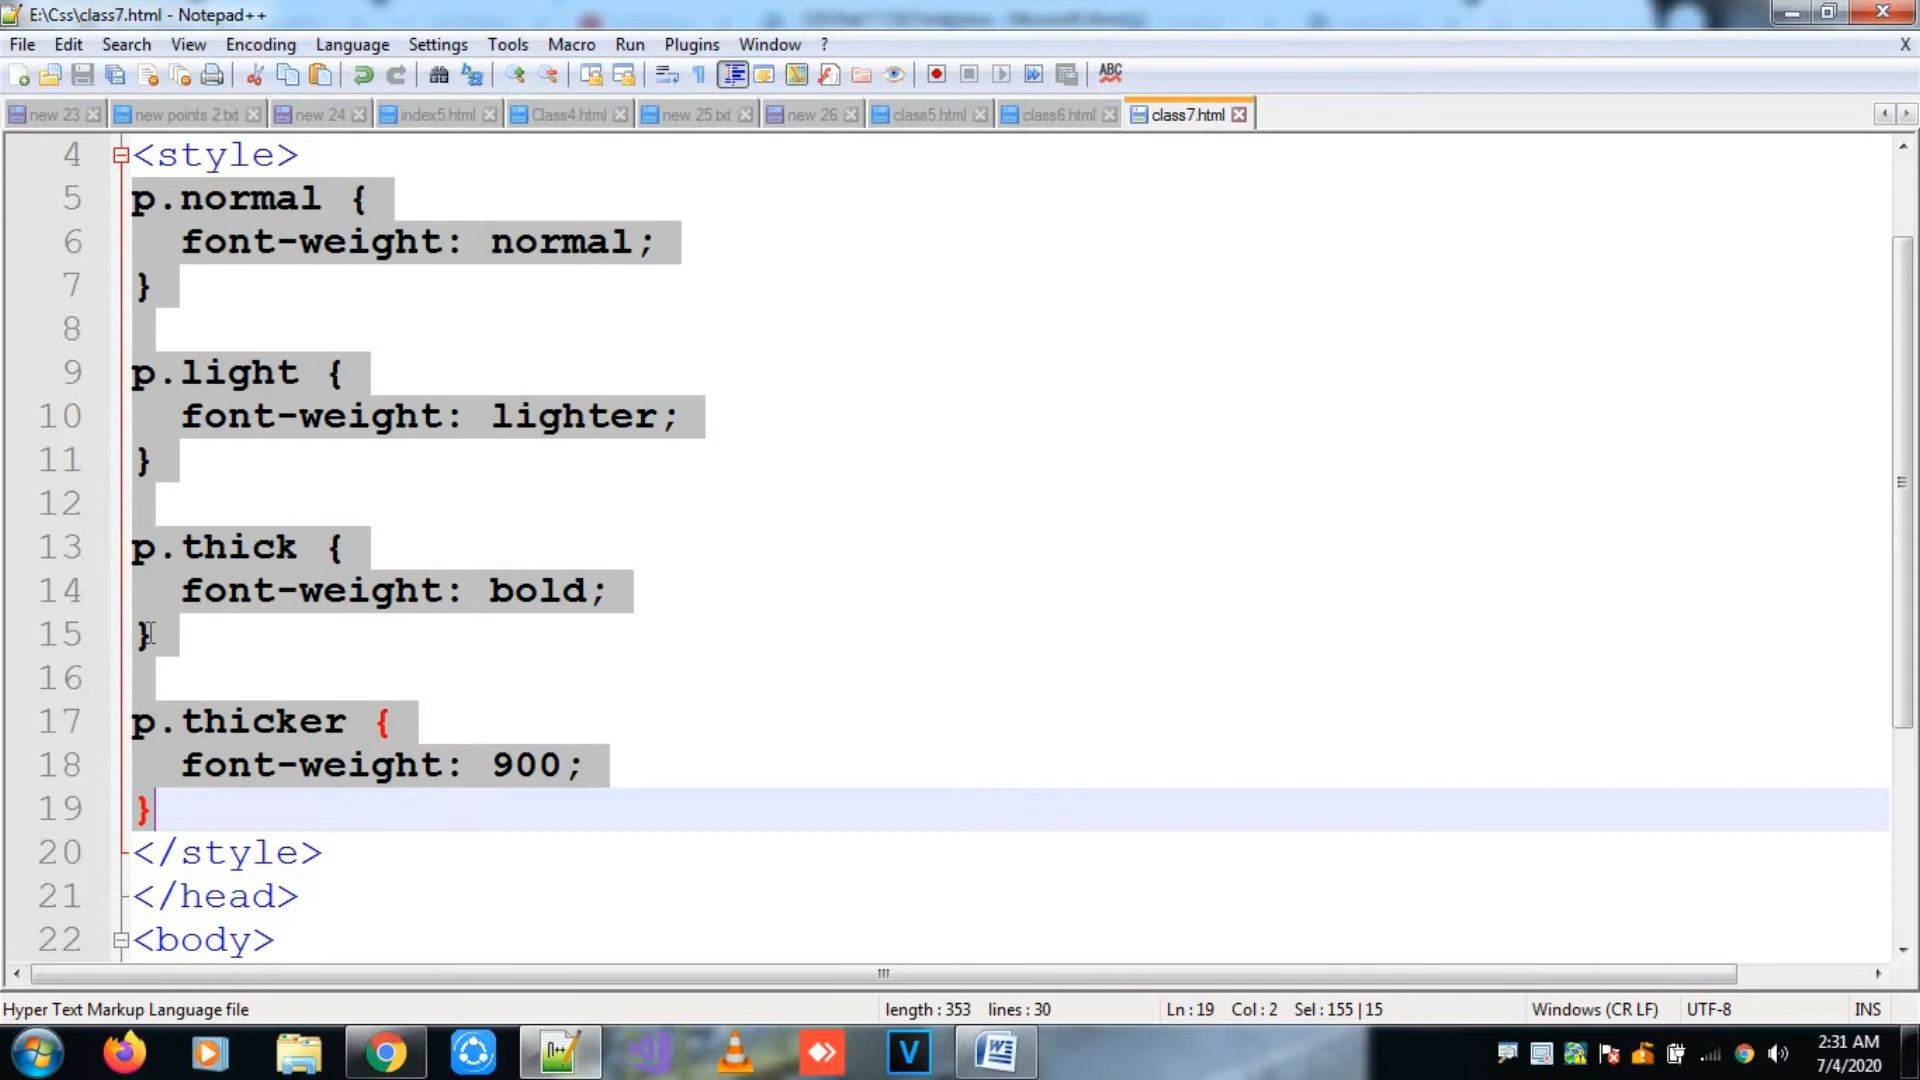 E:\Css\class7.html - Notepad++
File Edit Search View Encoding Language Settings Tools Macro Run Plugins Window ? X
ABC
new 23 new points 2.txt new 24 index5.html Class4.html new 25.txt new 26 class5.html class6.html class7.html
4 <style>
5 p.normal {
6 font-weight: normal;
7 }
8
9 p.light {
10 font-weight: lighter;
11 }
12
13 p.thick {
14 font-weight: bold;
15 }
16
17 p.thicker {
18 font-weight: 900;
19 }
20 </style>
21 </head>
22 <body>
Hyper Text Markup Language file length : 353 lines : 30 Ln : 19 Col : 2 Sel : 155 | 15 Windows (CR LF) UTF-8 INS
n++ V W 2:31 AM
7/4/2020